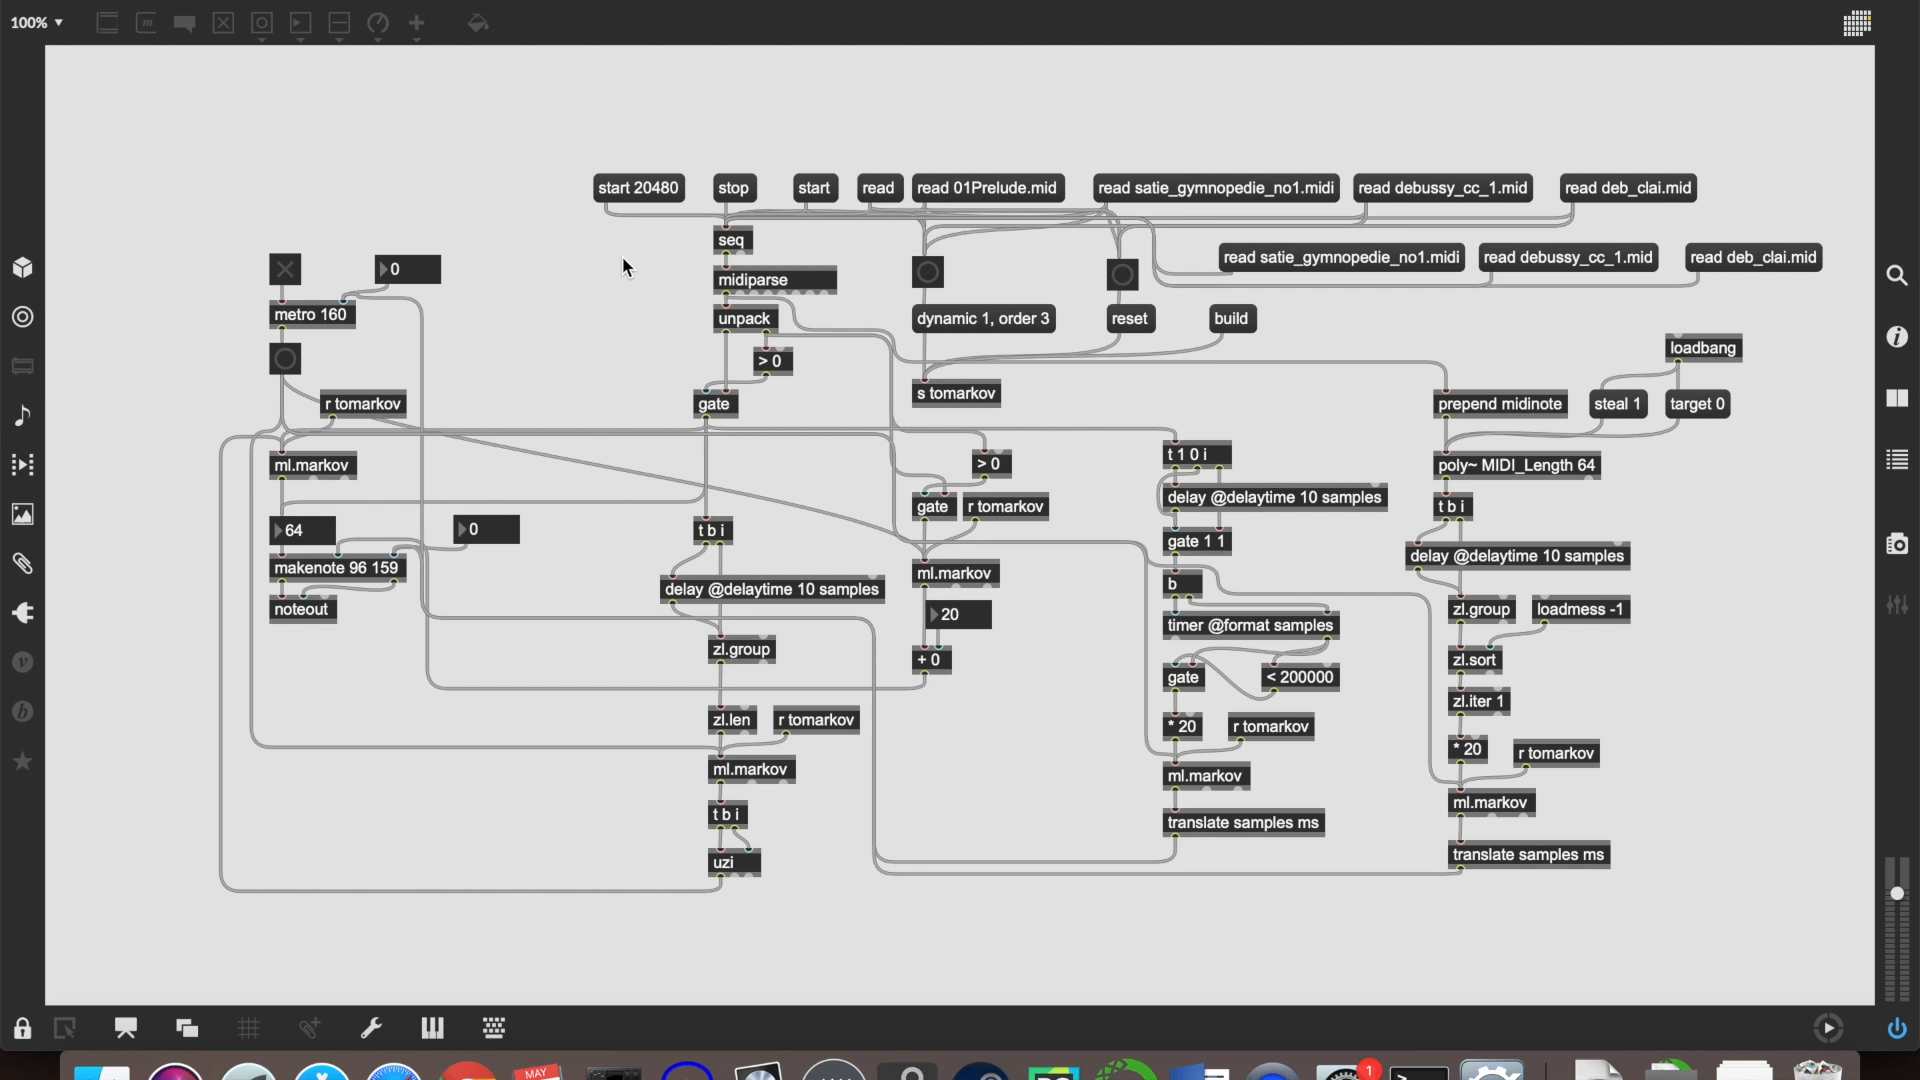 100%
start 20480
stop
start
read
read 01Prelude.mid
read satie_gymnopedie_no1.midi
read debussy_cc_1.mid
read deb_clai.mid
seq
read satie_gymnopedie_no1.midi
read debussy_cc_1.mid
read deb_clai.mid
0
midiparse
metro 160
unpack
dynamic 1, order 3
reset
build
loadbang
> 0
s tomarkov
r tomarkov
gate
prepend midinote
steal 1
target 0
ml.markov
> 0
t 1 0 i
poly~ MIDI_Length 64
delay @delaytime 10 samples
gate
r tomarkov
t b i
64
0
t b i
gate 1 1
delay @delaytime 10 samples
makenote 96 159
ml.markov
b
delay @delaytime 10 samples
noteout
20
timer @format samples
zl.group
loadmess -1
zl.group
+ 0
zl.sort
gate
< 200000
zl.iter 1
zl.len
r tomarkov
* 20
r tomarkov
* 20
r tomarkov
ml.markov
ml.markov
ml.markov
t b i
translate samples ms
translate samples ms
uzi
MAY
1